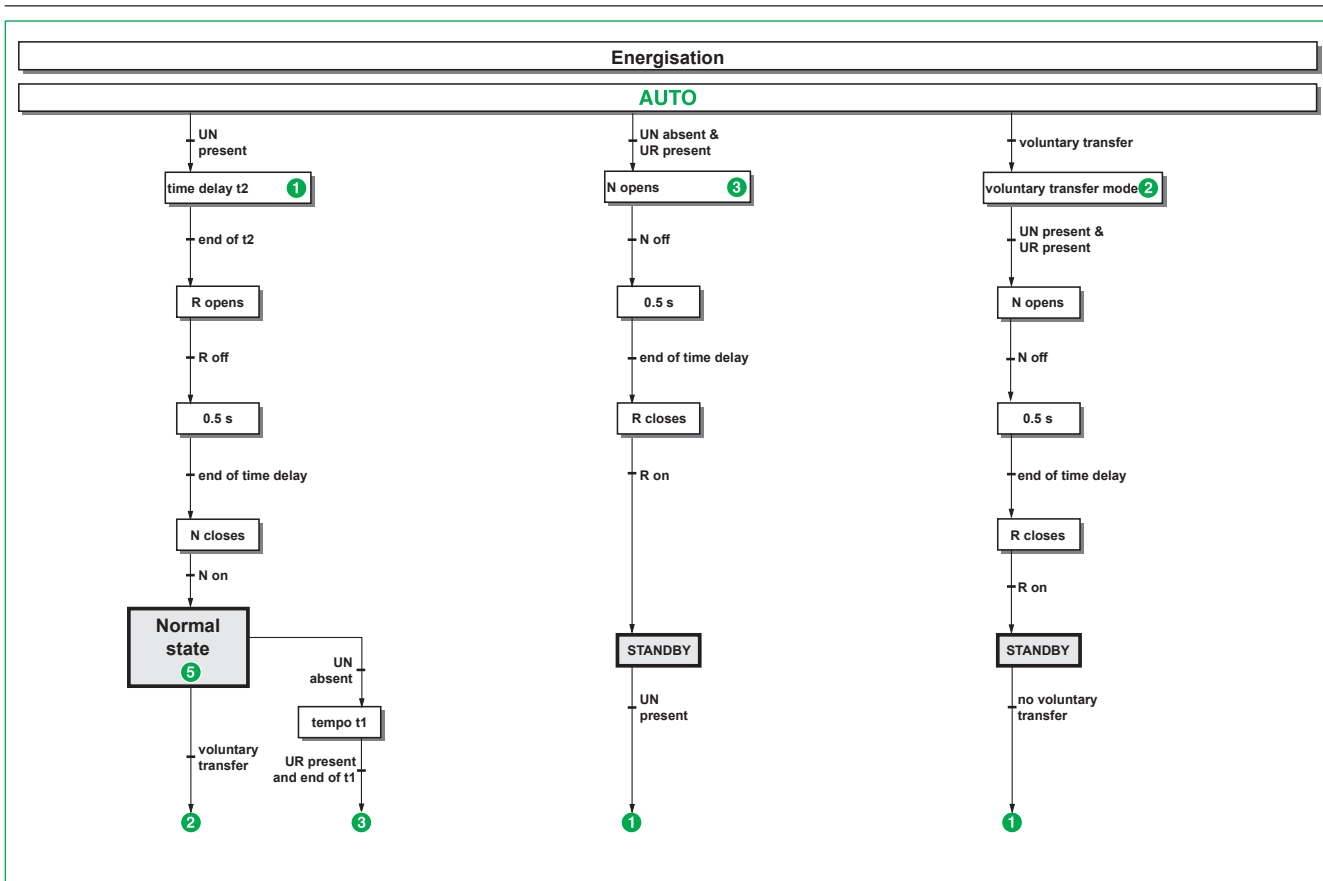 Energisation
AUTO
UN
present
time delay t2 1
end of t2
R opens
R off
0.5 s
end of time delay
N closes
N on
Normal
state
5
voluntary
transfer
2
UN
absent
tempo t1
UR present
and end of t1
3
UN absent &
UR present
N opens 3
N off
0.5 s
end of time delay
R closes
R on
STANDBY
UN
present
1
voluntary transfer
voluntary transfer mode 2
UN present &
UR present
N opens
N off
0.5 s
end of time delay
R closes
R on
STANDBY
no voluntary
transfer
1